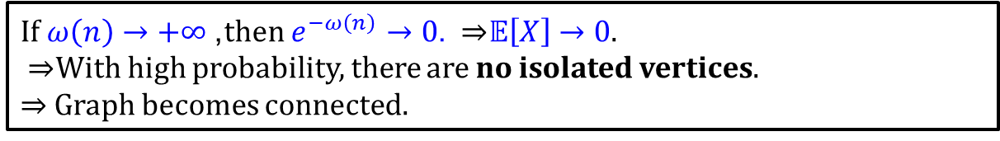 If ω(n) → +∞ ,then e^{−ω(n)} → 0. ⇒𝔼[X] → 0.
⇒With high probability, there are no isolated vertices.
⇒ Graph becomes connected.